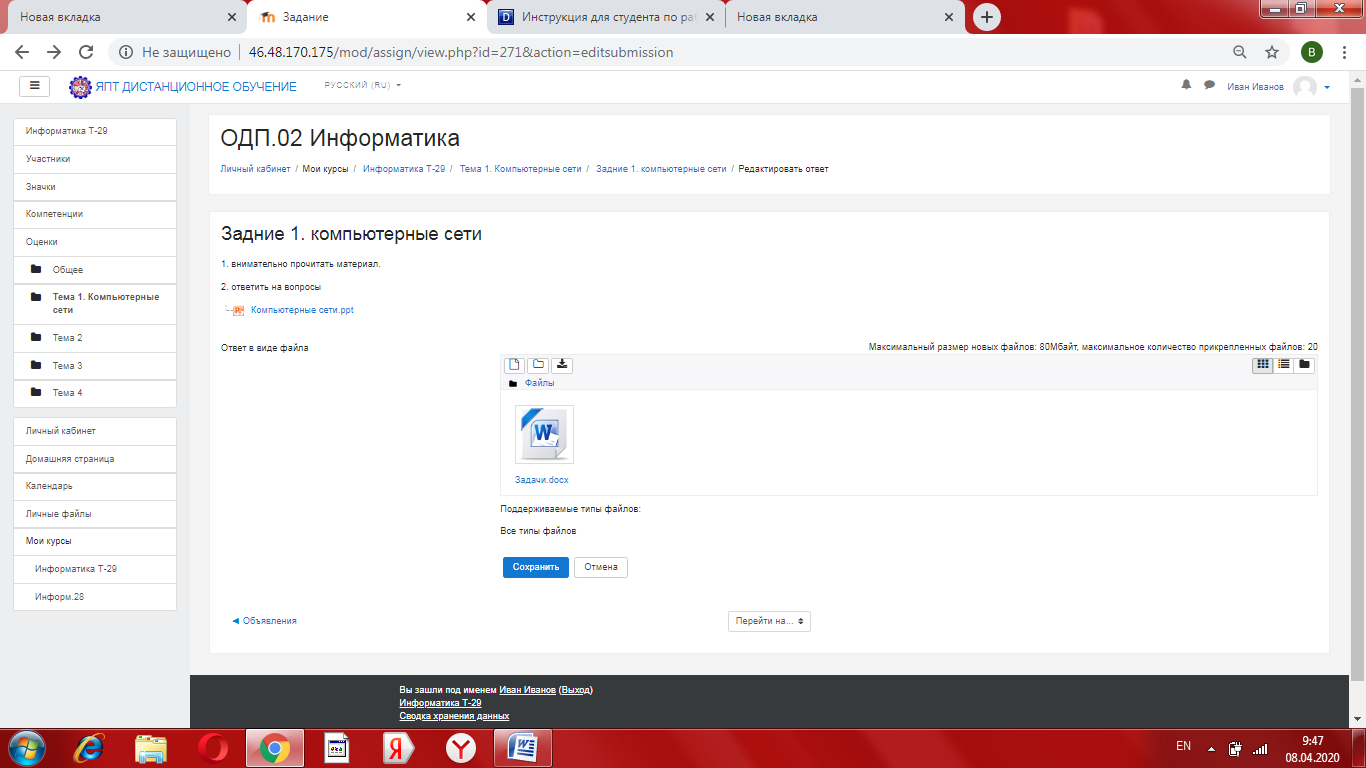 Новая вкладка
Задание
Инструкция для студента по раб
Новая вкладка
Не защищено
46.48.170.175/mod/assign/view.php?id=271&action=editsubmission
В
ЯПТ ДИСТАНЦИОННОЕ ОБУЧЕНИЕ
РУССКИЙ (RU)
Иван Иванов
Информатика Т-29
Участники
Значки
Компетенции
Оценки
Общее
Тема 1. Компьютерные
сети
Тема 2
Тема 3
Тема 4
Личный кабинет
Домашняя страница
Календарь
Личные файлы
Мои курсы
Информатика Т-29
Информ.28
ОДП.02 Информатика
Личный кабинет / Мои курсы / Информатика Т-29 / Тема 1. Компьютерные сети / Задние 1. компьютерные сети / Редактировать ответ
Задние 1. компьютерные сети
1. внимательно прочитать материал.
2. ответить на вопросы
Компьютерные сети.ppt
Ответ в виде файла
Максимальный размер новых файлов: 80Мбайт, максимальное количество прикрепленных файлов: 20
Файлы
W
Задачи.docx
Поддерживаемые типы файлов:
Все типы файлов
Сохранить
Отмена
◄ Объявления
Перейти на...
Вы зашли под именем Иван Иванов (Выход)
Информатика Т-29
Сводка хранения данных
EN
9:47
08.04.2020